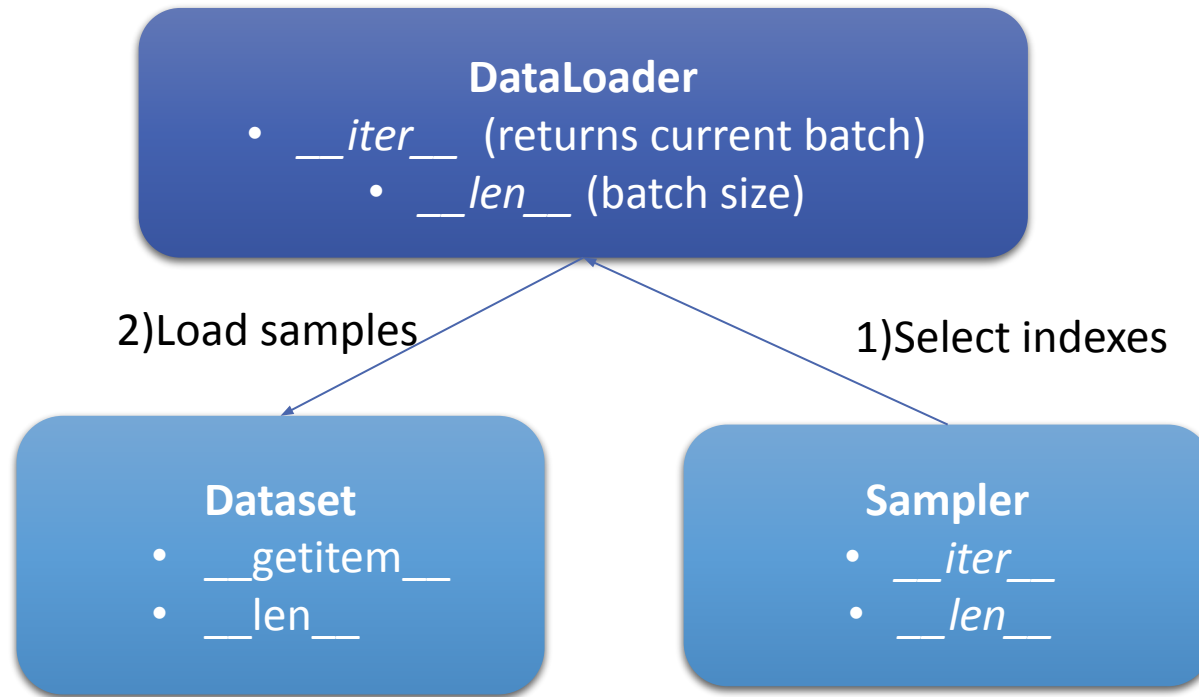 DataLoader
• __iter__ (returns current batch)
• __len__ (batch size)
2)Load samples
1)Select indexes
Dataset
• __getitem__
• __len__
Sampler
• __iter__
• __len__